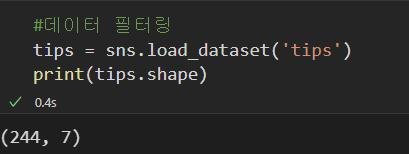 #데이터 필터링
tips = sns.load_dataset('tips')
print(tips.shape)
✓ 0.4s
(244, 7)